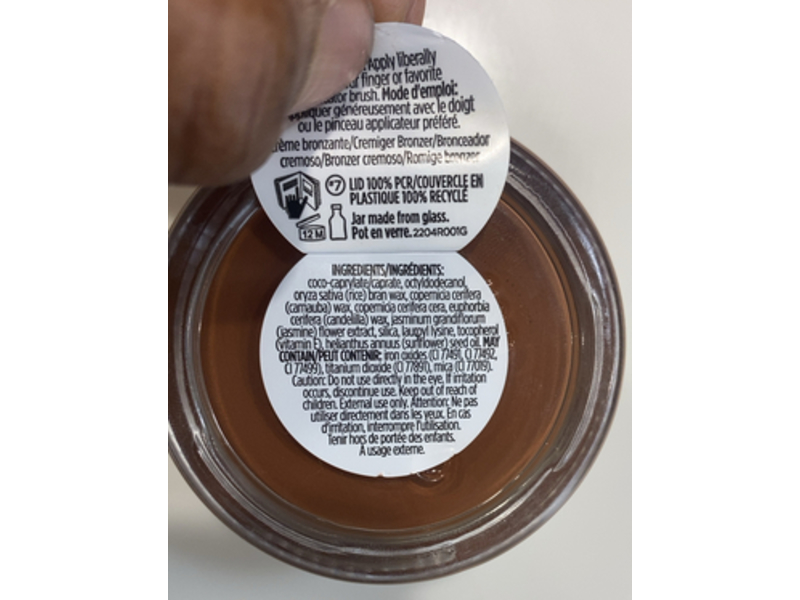 Apply liberally
finger or favorite
brush. Mode d'emploi:
généreusement avec le doigt
ou le pinceau applicateur préféré.
crème bronzante/Cremiger Bronzer/Bronceador
cremoso/Bronzer cremoso/Romige bronzer
#7 LID 100% PCR/COUVERCLE EN
PLASTIQUE 100% RECYCLÉ
Jar made from glass.
12 M Pot en verre. 2204R001G
INGREDIENTS/INGRÉDIENTS:
coco-caprylate/caprate, octyldodecanol,
oryza sativa (rice) bran wax, copernicia cerifera
(carnauba) wax, copernicia cerifera cera, euphorbia
cerifera (candelilla) wax, jasminum grandiflorum
(jasmine) flower extract, silica, lauroyl lysine, tocopherol
(vitamin E), helianthus annuus (sunflower) seed oil. MAY
CONTAIN/PEUT CONTENIR: iron oxides (CI 77491, CI 77492,
CI 77499), titanium dioxide (CI 77891), mica (CI 77019).
Caution: Do not use directly in the eye. If irritation
occurs, discontinue use. Keep out of reach of
children. External use only. Attention: Ne pas
utiliser directement dans les yeux. En cas
d'irritation, interrompre l'utilisation.
Tenir hors de portée des enfants.
À usage externe.